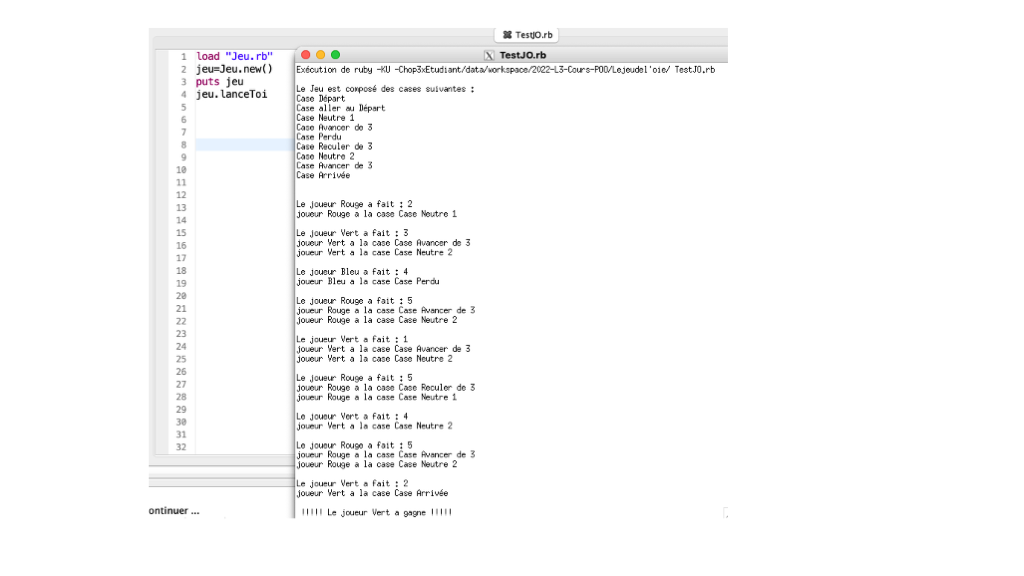 TestJO.rb
1 load "Jeu.rb"
2 jeu=Jeu.new()
3 puts jeu
4 jeu.lanceToi
5
6
7
8
9
10
11
12
13
14
15
16
17
18
19
20
21
22
23
24
25
26
27
28
29
30
31
32
ontinuer ...
TestJO.rb
Exécution de ruby -KU -Chop3xEtudiant/data/workspace/2022-L3-Cours-POO/Lejeudel'oie/ TestJO.rb
Le Jeu est composé des cases suivantes :
Case Départ
Case aller au Départ
Case Neutre 1
Case Avancer de 3
Case Perdu
Case Reculer de 3
Case Neutre 2
Case Avancer de 3
Case Arrivée
Le joueur Rouge a fait : 2
joueur Rouge a la case Case Neutre 1
Le joueur Vert a fait : 3
joueur Vert a la case Case Avancer de 3
joueur Vert a la case Case Neutre 2
Le joueur Bleu a fait : 4
joueur Bleu a la case Case Perdu
Le joueur Rouge a fait : 5
joueur Rouge a la case Case Avancer de 3
joueur Rouge a la case Case Neutre 2
Le joueur Vert a fait : 1
joueur Vert a la case Case Avancer de 3
joueur Vert a la case Case Neutre 2
Le joueur Rouge a fait : 5
joueur Rouge a la case Case Reculer de 3
joueur Rouge a la case Case Neutre 1
Le joueur Vert a fait : 4
joueur Vert a la case Case Neutre 2
Le joueur Rouge a fait : 5
joueur Rouge a la case Case Avancer de 3
joueur Rouge a la case Case Neutre 2
Le joueur Vert a fait : 2
joueur Vert a la case Case Arrivée
!!!!! Le joueur Vert a gagne !!!!!